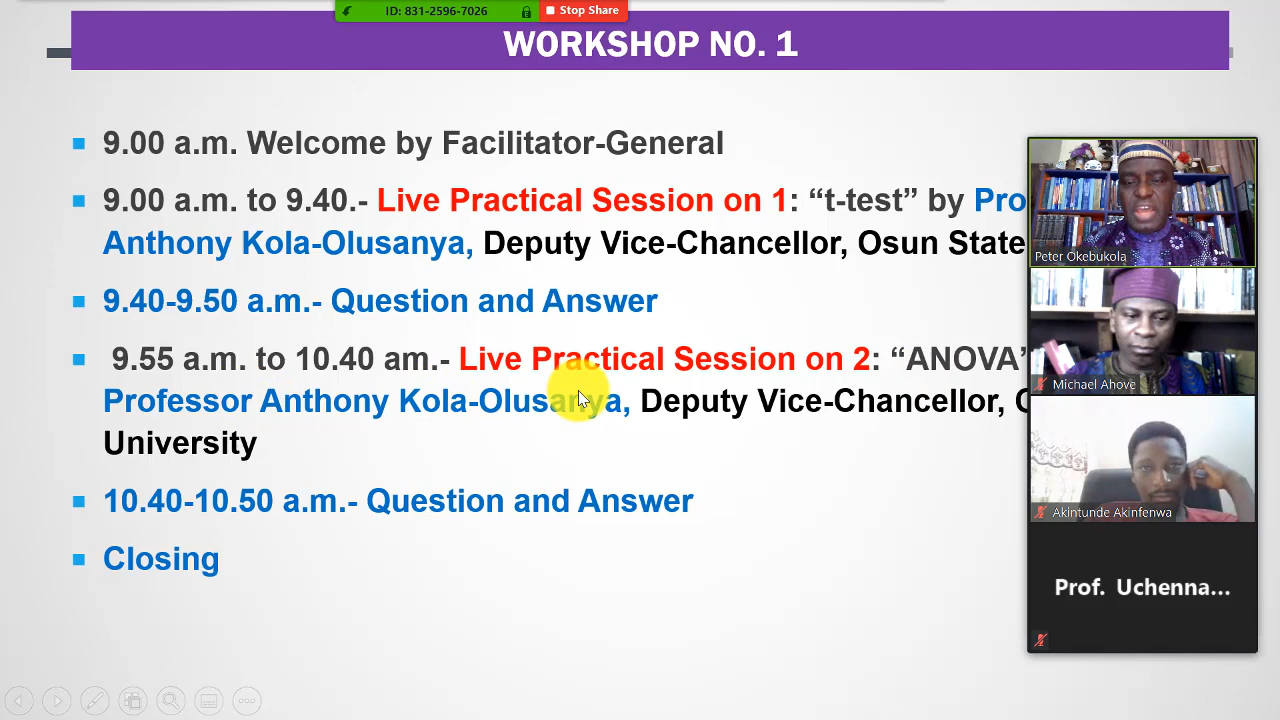 ID: 831-2596-7026
Stop Share
WORKSHOP NO. 1
9.00 a.m. Welcome by Facilitator-General
9.00 a.m. to 9.40.- Live Practical Session on 1: “t-test” by
Anthony Kola-Olusanya, Deputy Vice-Chancellor, Osun State
9.40-9.50 a.m.- Question and Answer
9.55 a.m. to 10.40 am.- Live Practical Session on 2: “ANOVA”
Professor Anthony Kola-Olusanya, Deputy Vice-Chancellor,
University
10.40-10.50 a.m.- Question and Answer
Closing
Peter Okebukola
Michael Ahove
Akintunde Akinfenwa
Prof. Uchenna...